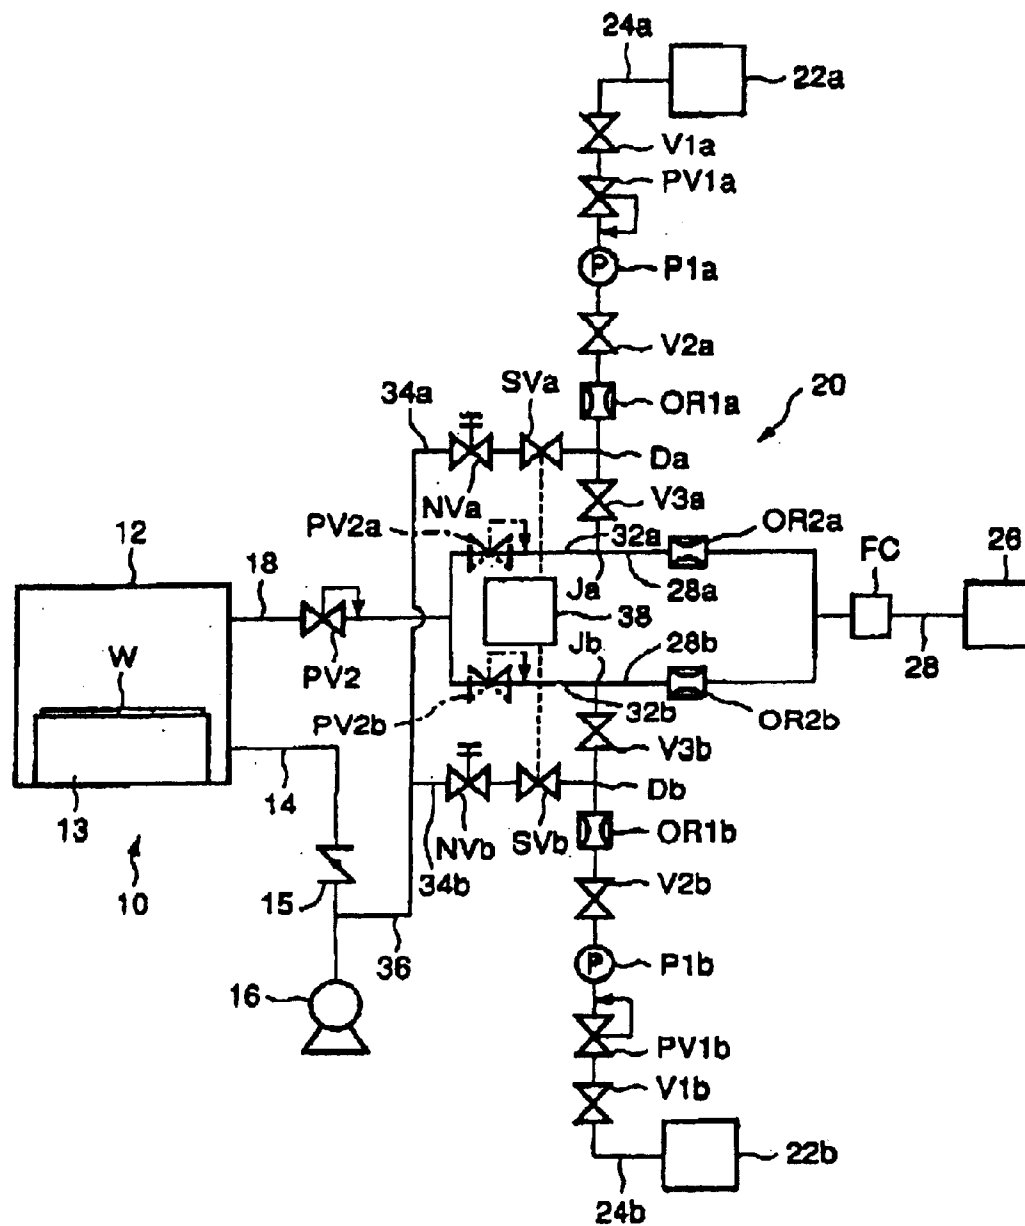 24a
22a
V1a
PV1a
P
P1a
V2a
SVa
20
34a
OR1a
Da
NVa
V3a
PV2a
OR2a
12
32a
FC
26
18
Ja
28a
38
Jb
28b
28
W
PV2
PV2b
32b
OR2b
14
V3b
13
Db
NVb
SVb
OR1b
10
15
34b
V2b
36
P
P1b
16
PV1b
V1b
22b
24b